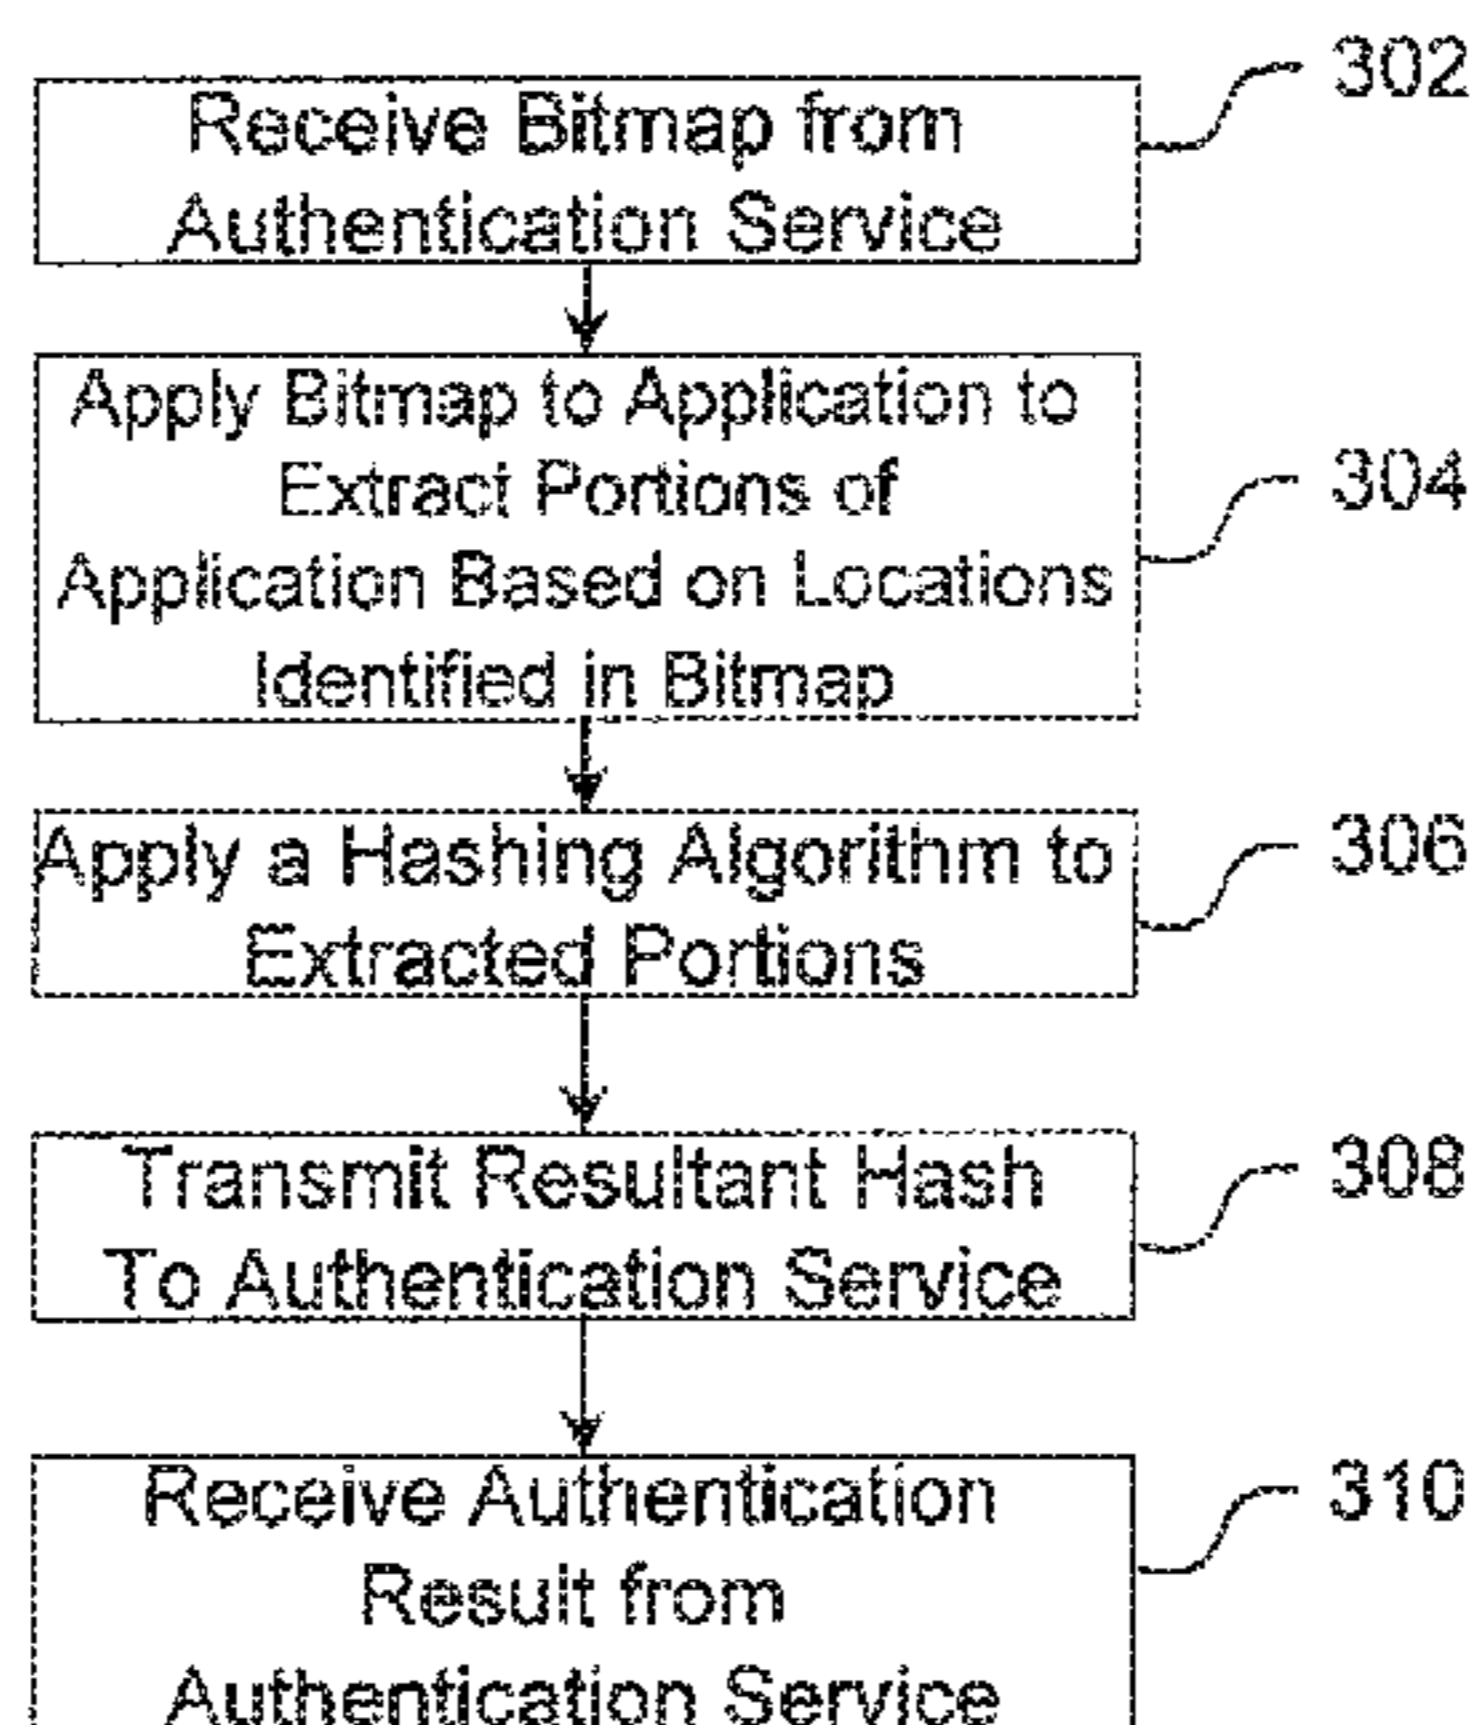 302
Receive Bitmap from
Authentication Service
Apply Bitmap to Application to
Extract Portions of
304
Application Based on Locations
Identified in Bitmap
306
Apply a Hashing Algorithm to
Extracted Portions
308
Transmit Resultant Hash
To Authentication Service
310
Receive Authentication
Result from
Authentication Service